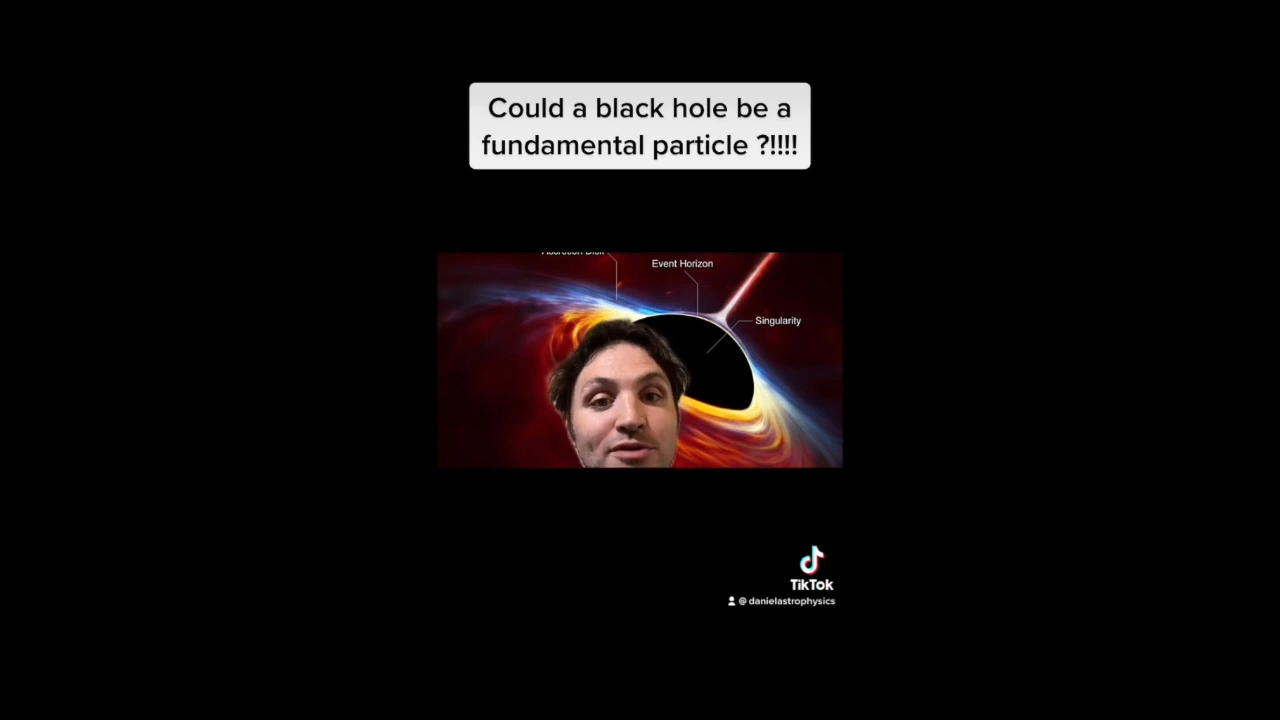 Could a black hole be a
fundamental particle ?!!!!
Event Horizon
Singularity
TikTok
@ danielastrophysics